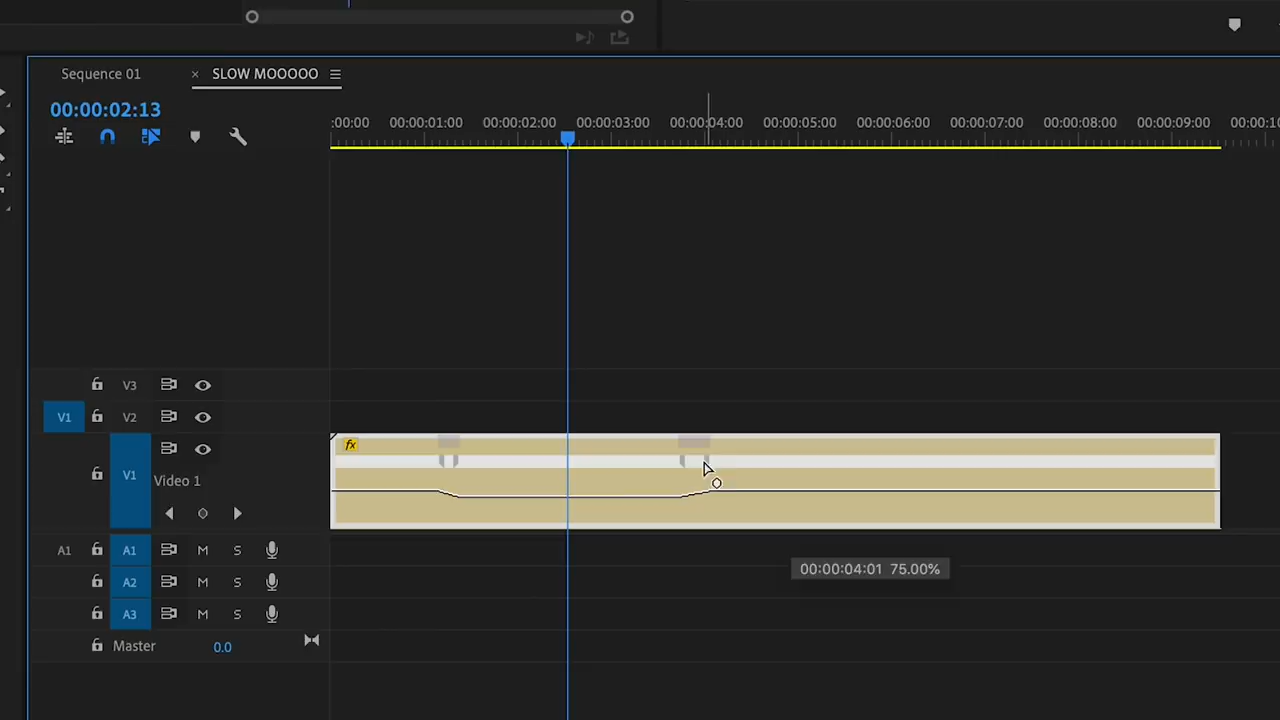 Sequence 01
× SLOW MOOOOO
00:00:02:13
:00:00 00:00:01:00 00:00:02:00 00:00:03:00 00:00:04:00 00:00:05:00 00:00:06:00 00:00:07:00 00:00:08:00 00:00:09:00 00:00:10
V3
V1 V2
fx
V1 Video 1
00:00:04:01 75.00%
A1 A1 M S
A2 M S
A3 M S
Master 0.0